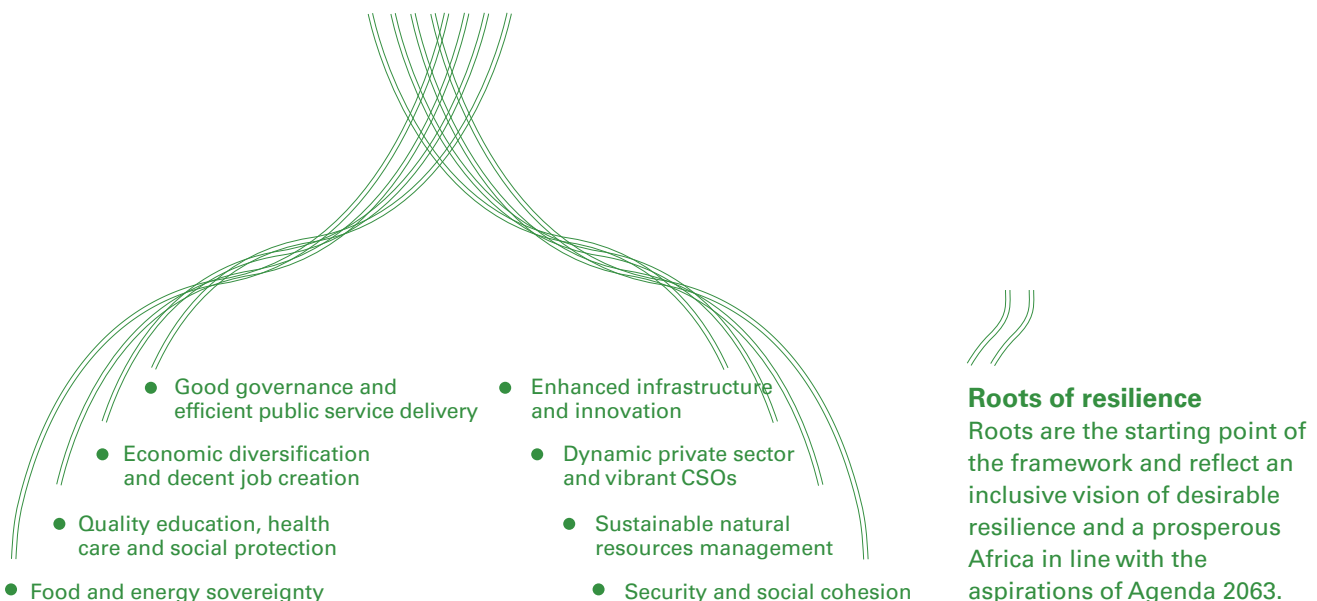 Good governance and
efficient public service delivery
Economic diversification
and decent job creation
Quality education, health
care and social protection
Food and energy sovereignty
Enhanced infrastructure
and innovation
Dynamic private sector
and vibrant CSOs
Sustainable natural
resources management
Security and social cohesion
Roots of resilience
Roots are the starting point of
the framework and reflect an
inclusive vision of desirable
resilience and a prosperous
Africa in line with the
aspirations of Agenda 2063.